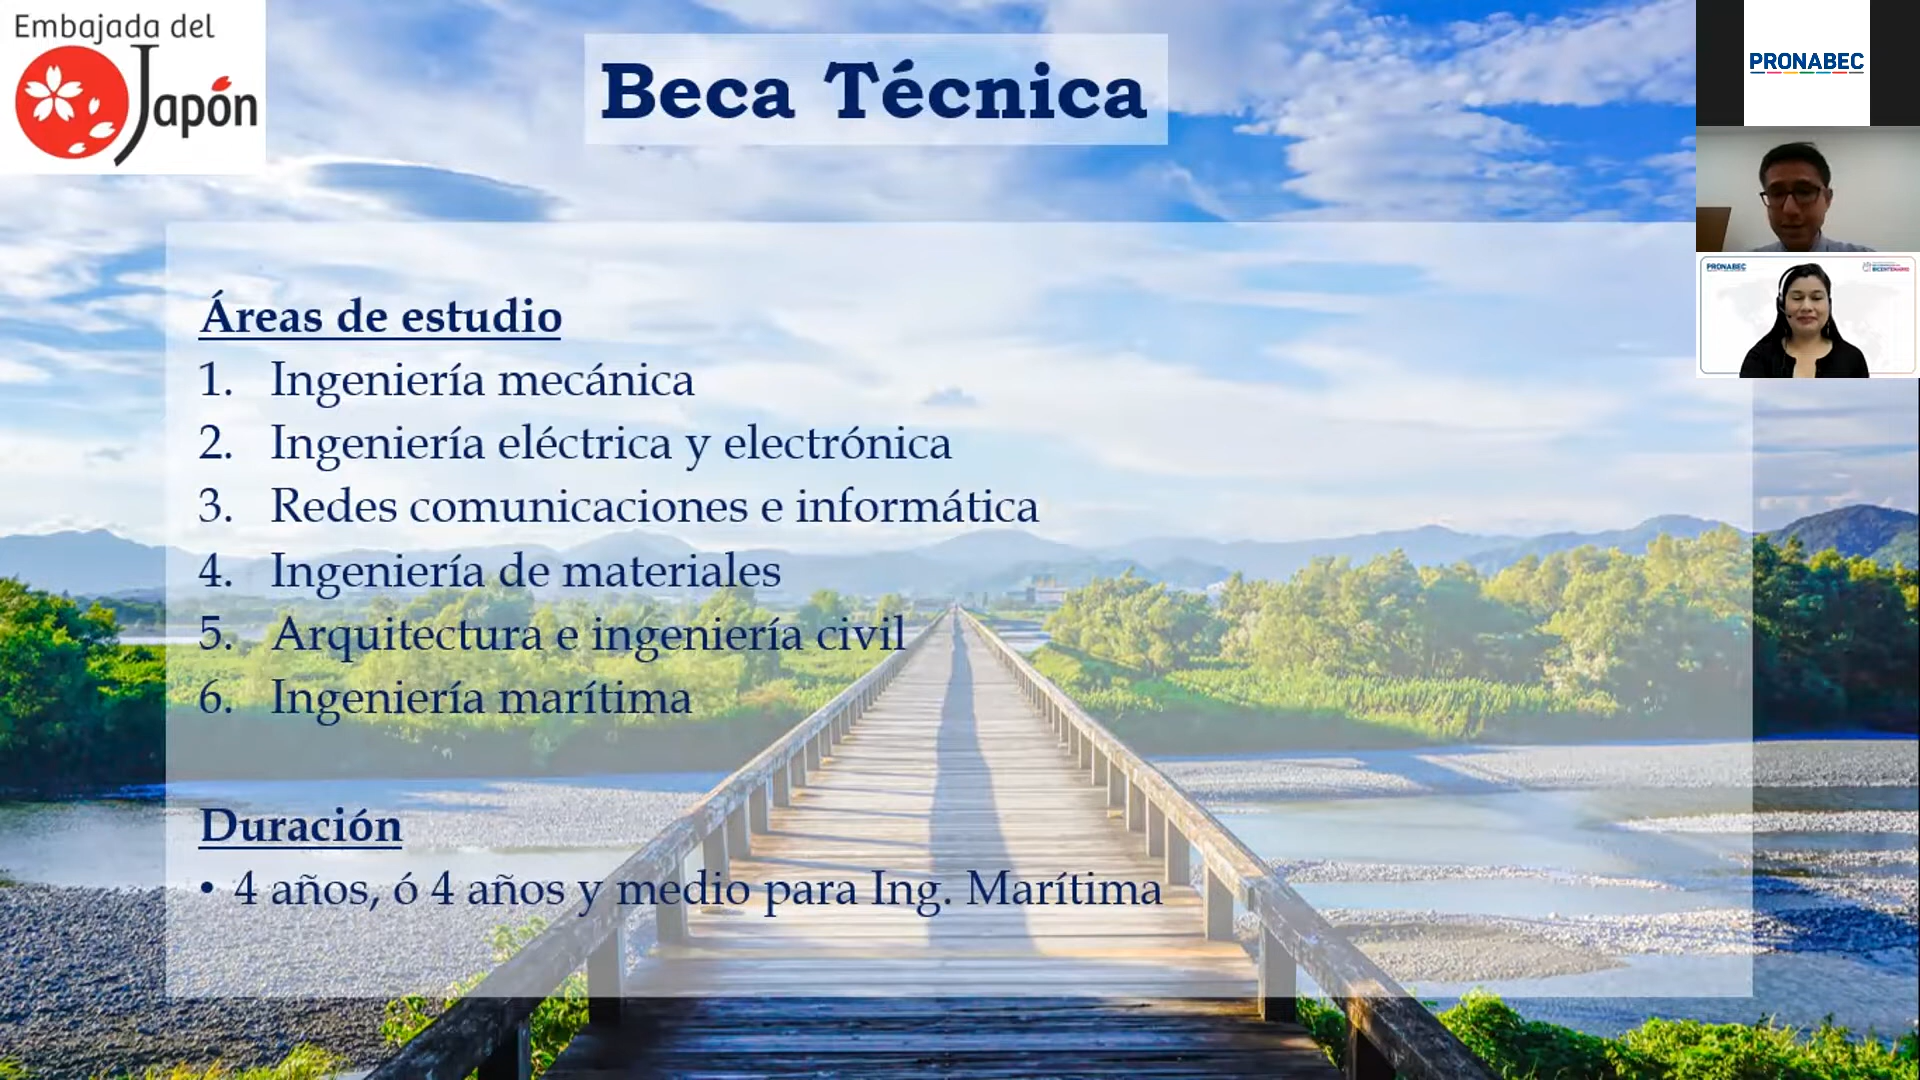 Embajada del
Japón
Beca Técnica
PRONABEC
PRONABEC
BICENTENARIO
Áreas de estudio
1. Ingeniería mecánica
2. Ingeniería eléctrica y electrónica
3. Redes comunicaciones e informática
4. Ingeniería de materiales
5. Arquitectura e ingeniería civil
6. Ingeniería marítima
Duración
• 4 años, ó 4 años y medio para Ing. Marítima